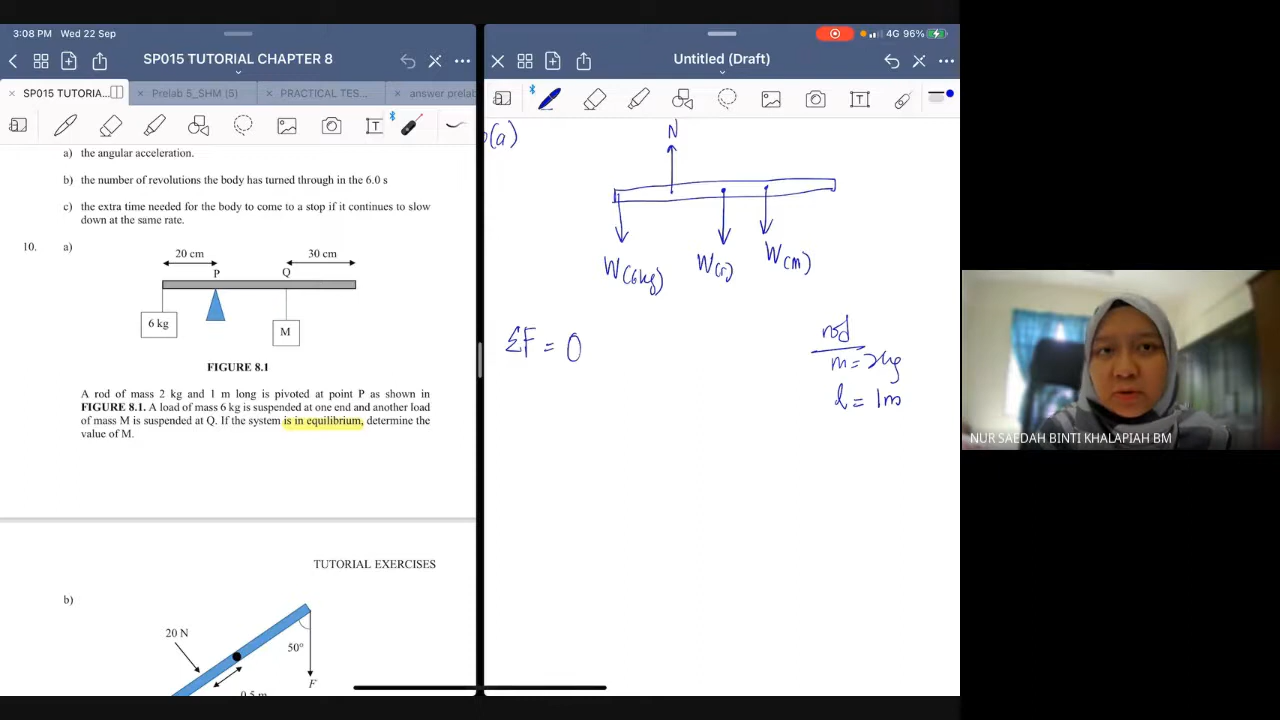 3:08 PM Wed 22 Sep
SP015 TUTORIAL CHAPTER 8
SP015 TUTORIA...
Prelab 5_SHM (5)
PRACTICAL TES...
answer prelab
a) the angular acceleration.
b) the number of revolutions the body has turned through in the 6.0 s
c) the extra time needed for the body to come to a stop if it continues to slow
down at the same rate.
10. a)
20 cm
30 cm
P
Q
6 kg
M
FIGURE 8.1
A rod of mass 2 kg and 1 m long is pivoted at point P as shown in
FIGURE 8.1. A load of mass 6 kg is suspended at one end and another load
of mass M is suspended at Q. If the system is in equilibrium, determine the
value of M.
TUTORIAL EXERCISES
b)
20 N
50°
F
0.5 m
4G 96%
Untitled (Draft)
T
T
(a)
N
W(6kg)
W(r)
W(m)
ΣF = 0
rod
m = 2kg
l = 1m
NUR SAEDAH BINTI KHALAPIAH BM